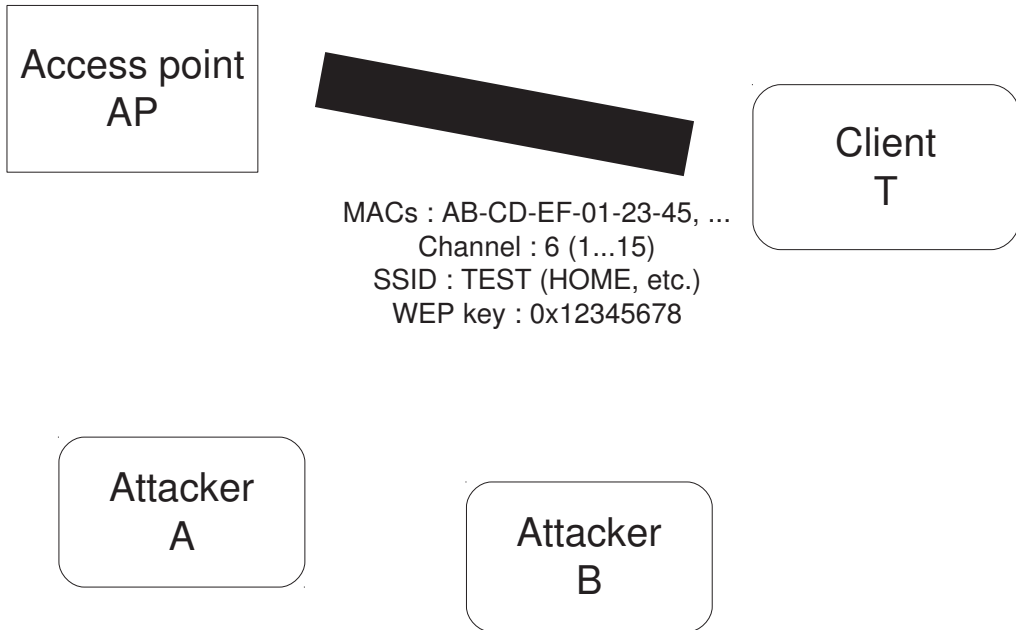 Access point
AP
Client
T
MACs : AB-CD-EF-01-23-45, ...
Channel : 6 (1...15)
SSID : TEST (HOME, etc.)
WEP key : 0x12345678
Attacker
A
Attacker
B